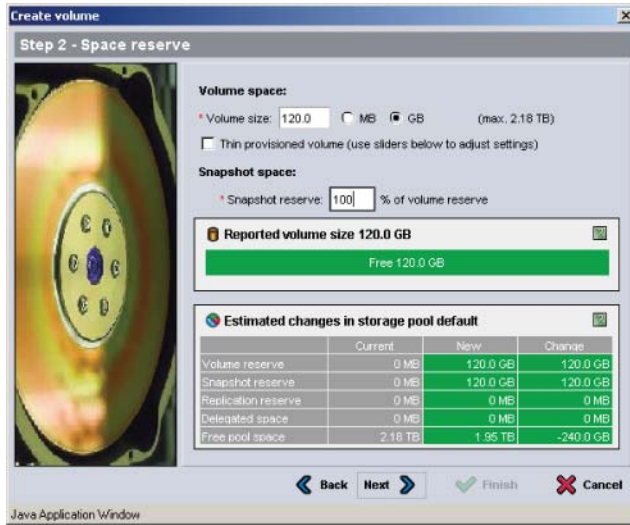 Create volume
Step 2 - Space reserve
Volume space:
* Volume size: 120.0 MB GB (max. 2.18 TB)
Thin provisioned volume (use sliders below to adjust settings)
Snapshot space:
* Snapshot reserve: 100 % of volume reserve
Reported volume size 120.0 GB
Free 120.0 GB
Estimated changes in storage pool default
Current New Change
Volume reserve 0 MB 120.0 GB 120.0 GB
Snapshot reserve 0 MB 120.0 GB 120.0 GB
Replication reserve 0 MB 0 MB 0 MB
Delegated space 0 MB 0 MB 0 MB
Free pool space 2.18 TB 1.95 TB -240.0 GB
Back Next Finish Cancel
Java Application Window